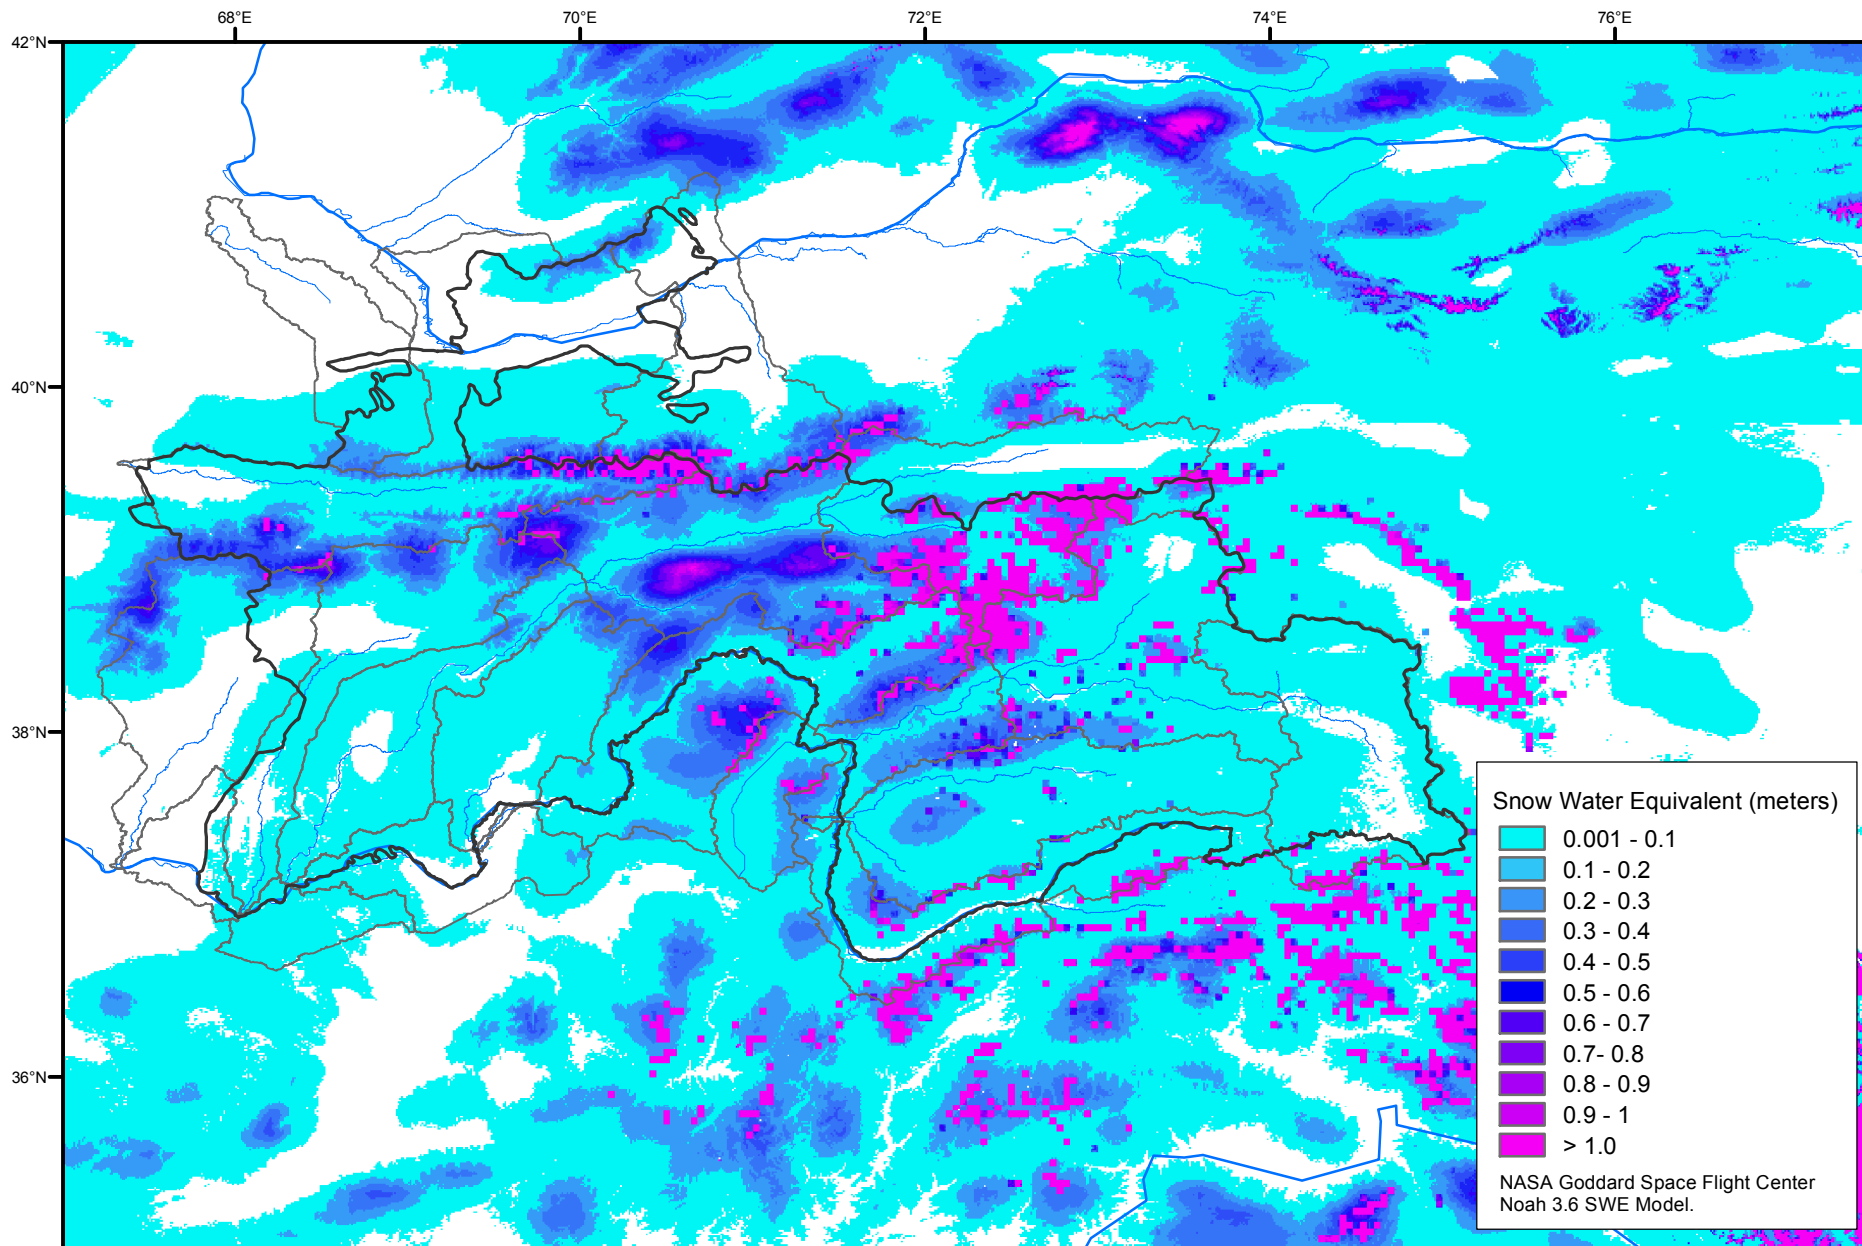 68°E 70°E 72°E 74°E 76°E
42°N
40°N
38°N
36°N
Snow Water Equivalent (meters)
0.001 - 0.1
0.1 - 0.2
0.2 - 0.3
0.3 - 0.4
0.4 - 0.5
0.5 - 0.6
0.6 - 0.7
0.7- 0.8
0.8 - 0.9
0.9 - 1
> 1.0
NASA Goddard Space Flight Center
Noah 3.6 SWE Model.